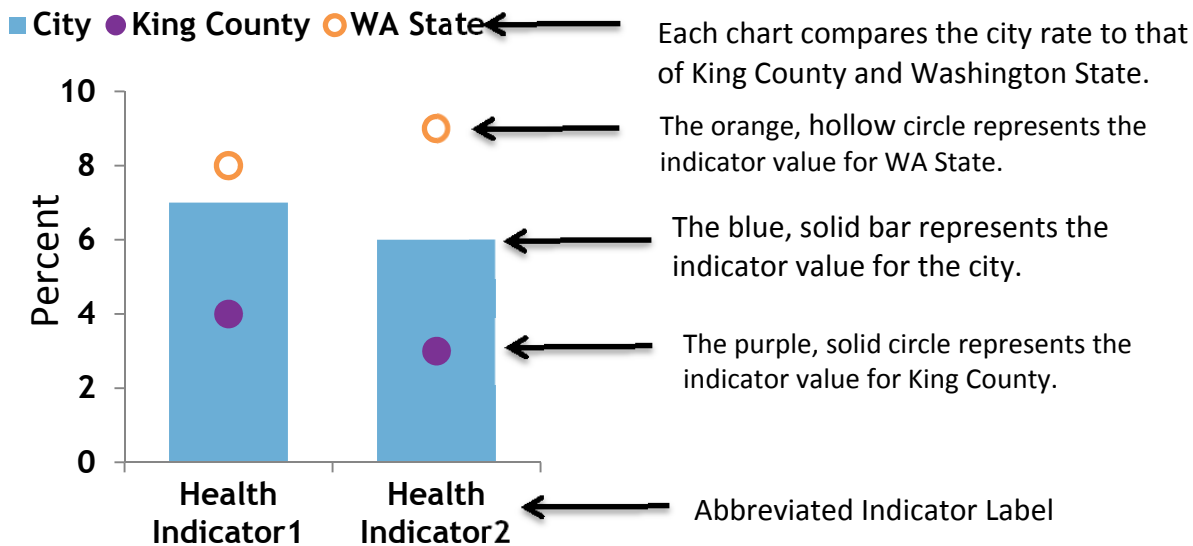 City King County WA State
Each chart compares the city rate to that
of King County and Washington State.
10
8
6
4
2
0
Percent
The orange, hollow circle represents the
indicator value for WA State.
The blue, solid bar represents the
indicator value for the city.
The purple, solid circle represents the
indicator value for King County.
Health
Indicator1
Health
Indicator2
Abbreviated Indicator Label